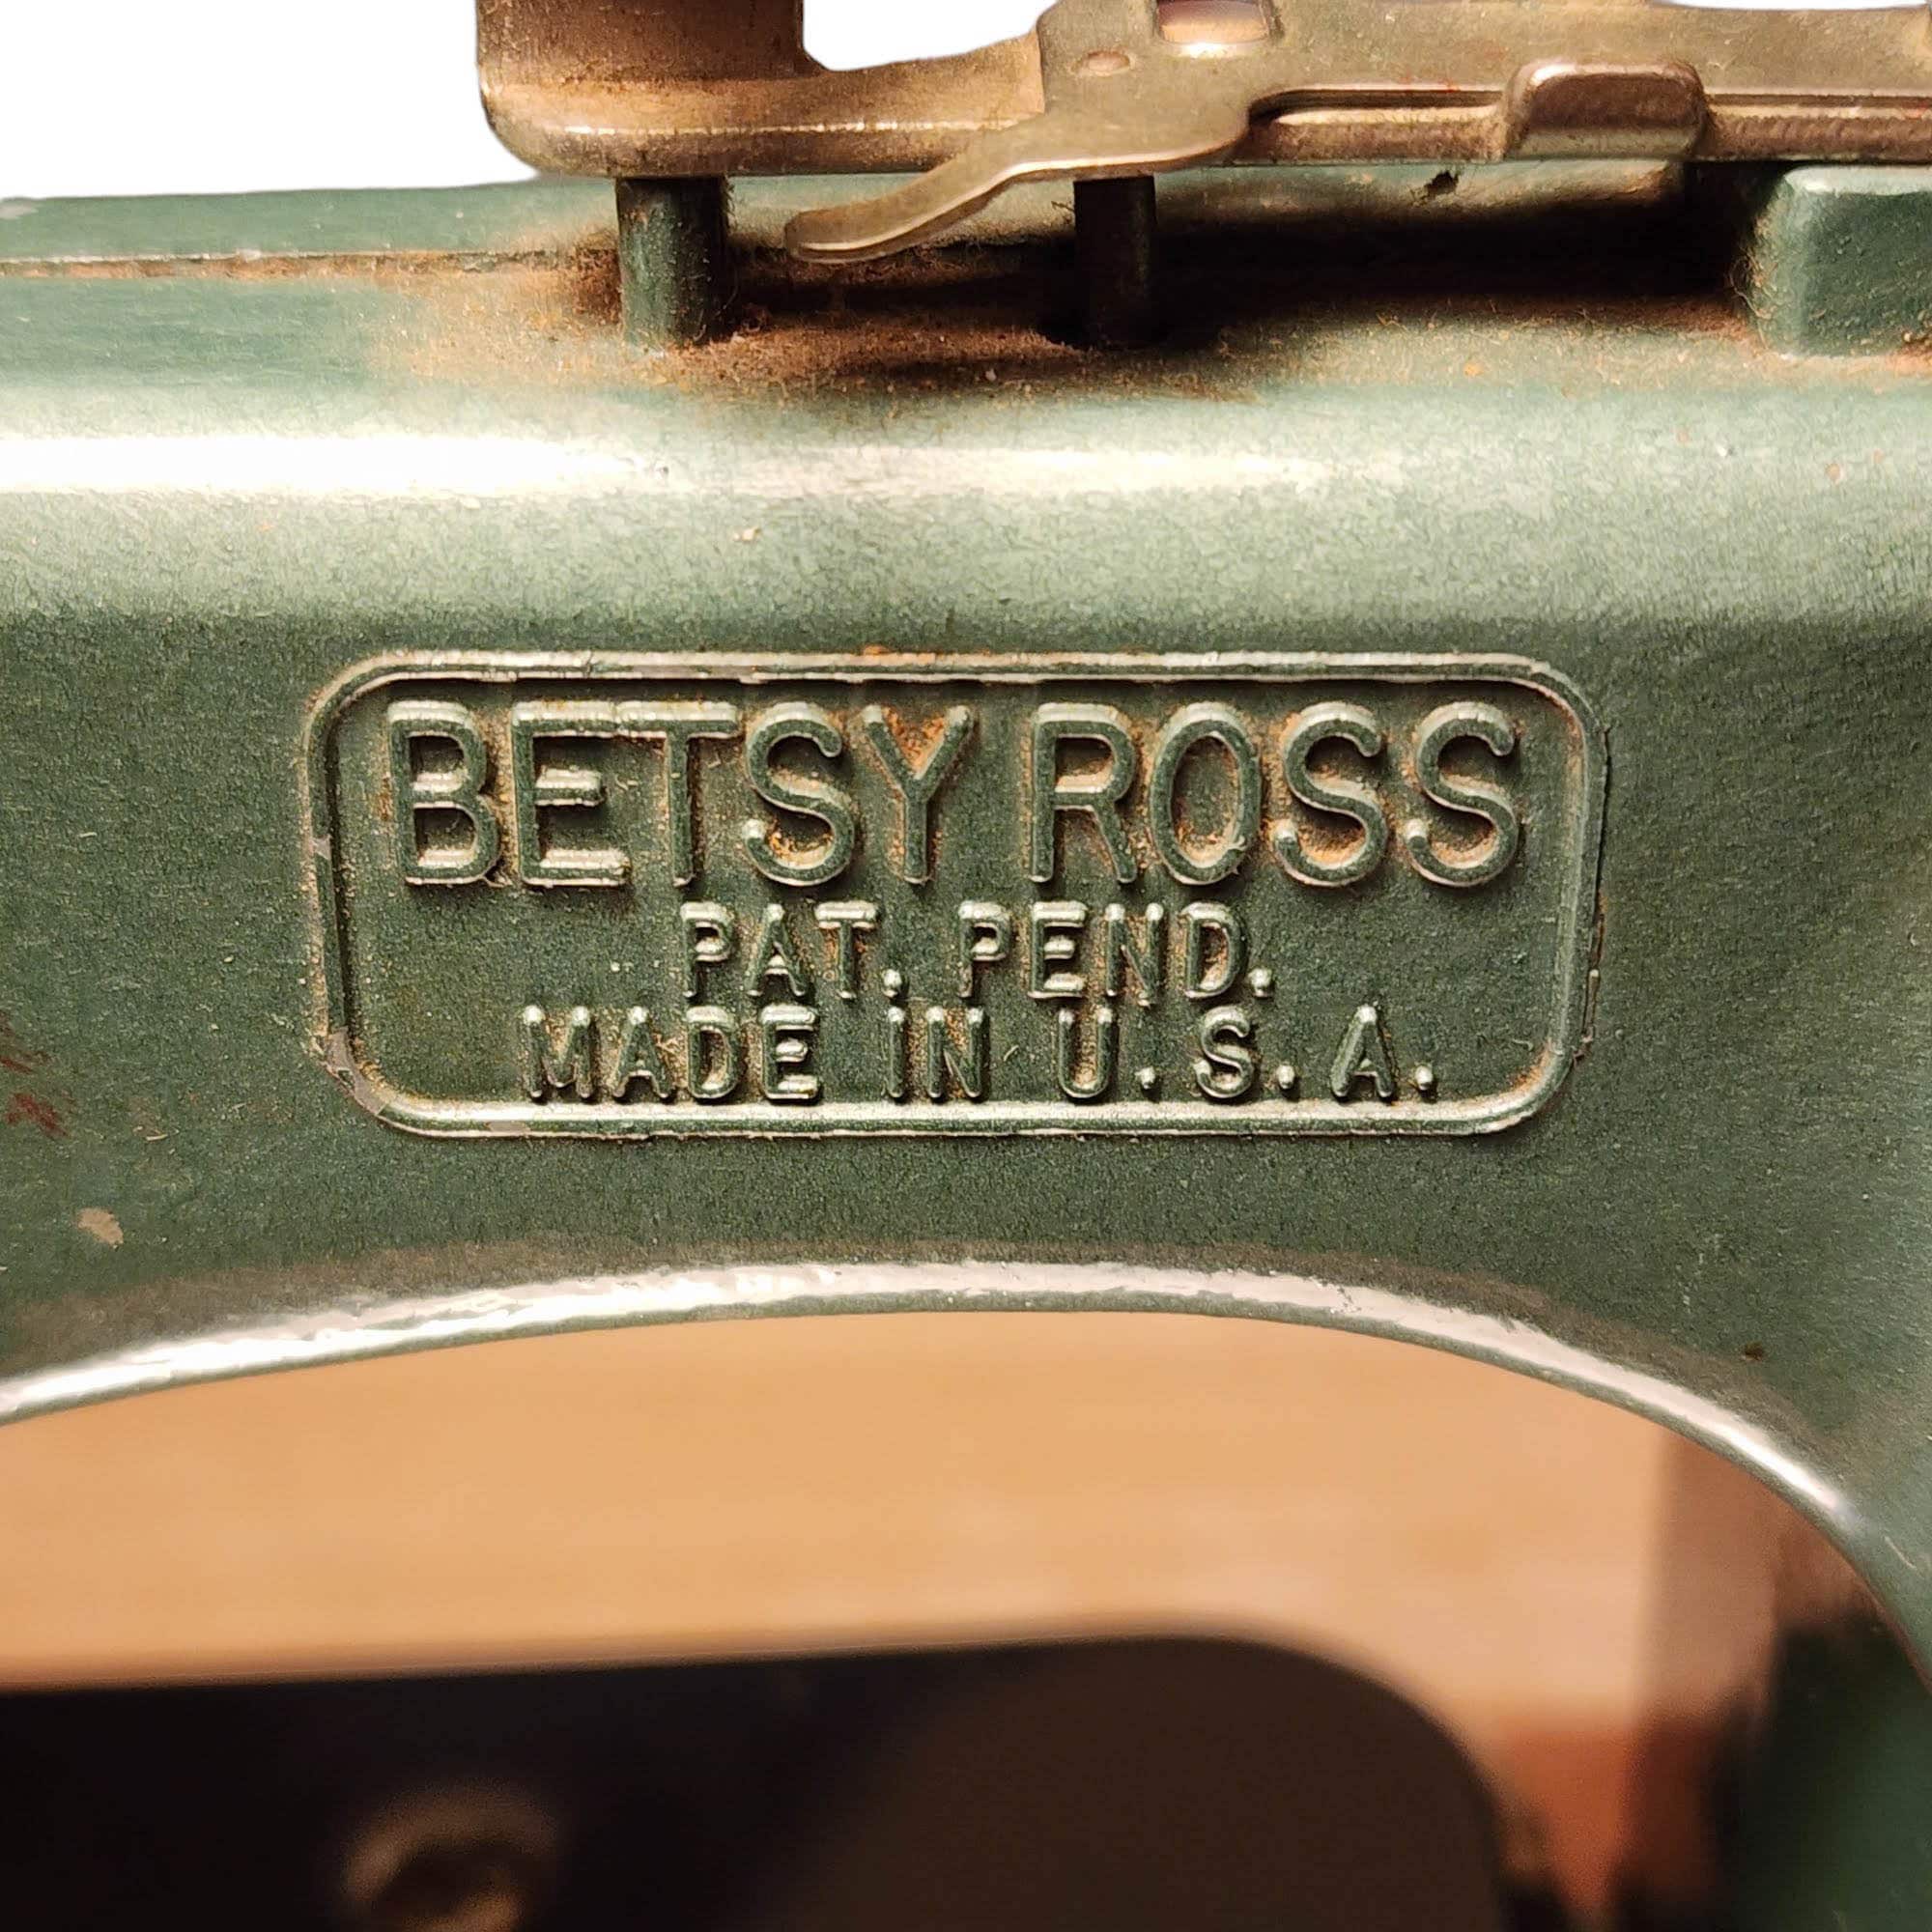 BETSY ROSS
PAT. PEND.
MADE IN U.S.A.